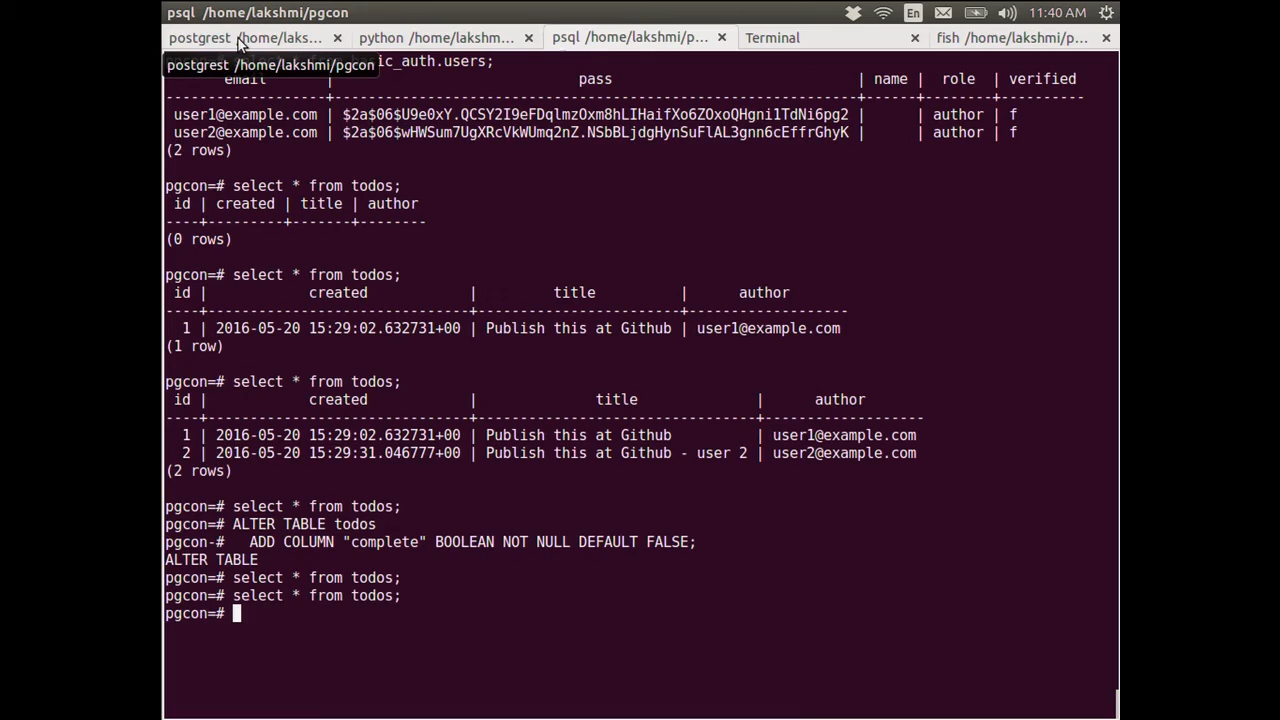 psql /home/lakshmi/pgcon
En
11:40 AM
postgrest /home/laks...
python /home/lakshm...
psql /home/lakshmi/p...
Terminal
fish /home/lakshmi/p...
postgrest /home/lakshmi/pgcon
ic_auth.users;
email | pass | name | role | verified
-------------------+--------------------------------------------------------------+------+--------+----------
user1@example.com | $2a$06$U9e0xY.QCSY2I9eFDqlmzOxm8hLIHaifXo6ZOxoQHgni1TdNi6pg2 | | author | f
user2@example.com | $2a$06$wHWSum7UgXRcVkWUmq2nZ.NSbBLjdgHynSuFlAL3gnn6cEffrGhyK | | author | f
(2 rows)
pgcon=# select * from todos;
id | created | title | author
----+---------+-------+--------
(0 rows)
pgcon=# select * from todos;
id | created | title | author
----+-------------------------------+------------------------+-------------------
1 | 2016-05-20 15:29:02.632731+00 | Publish this at Github | user1@example.com
(1 row)
pgcon=# select * from todos;
id | created | title | author
----+-------------------------------+---------------------------------+-------------------
1 | 2016-05-20 15:29:02.632731+00 | Publish this at Github | user1@example.com
2 | 2016-05-20 15:29:31.046777+00 | Publish this at Github - user 2 | user2@example.com
(2 rows)
pgcon=# select * from todos;
pgcon=# ALTER TABLE todos
pgcon-# ADD COLUMN "complete" BOOLEAN NOT NULL DEFAULT FALSE;
ALTER TABLE
pgcon=# select * from todos;
pgcon=# select * from todos;
pgcon=#